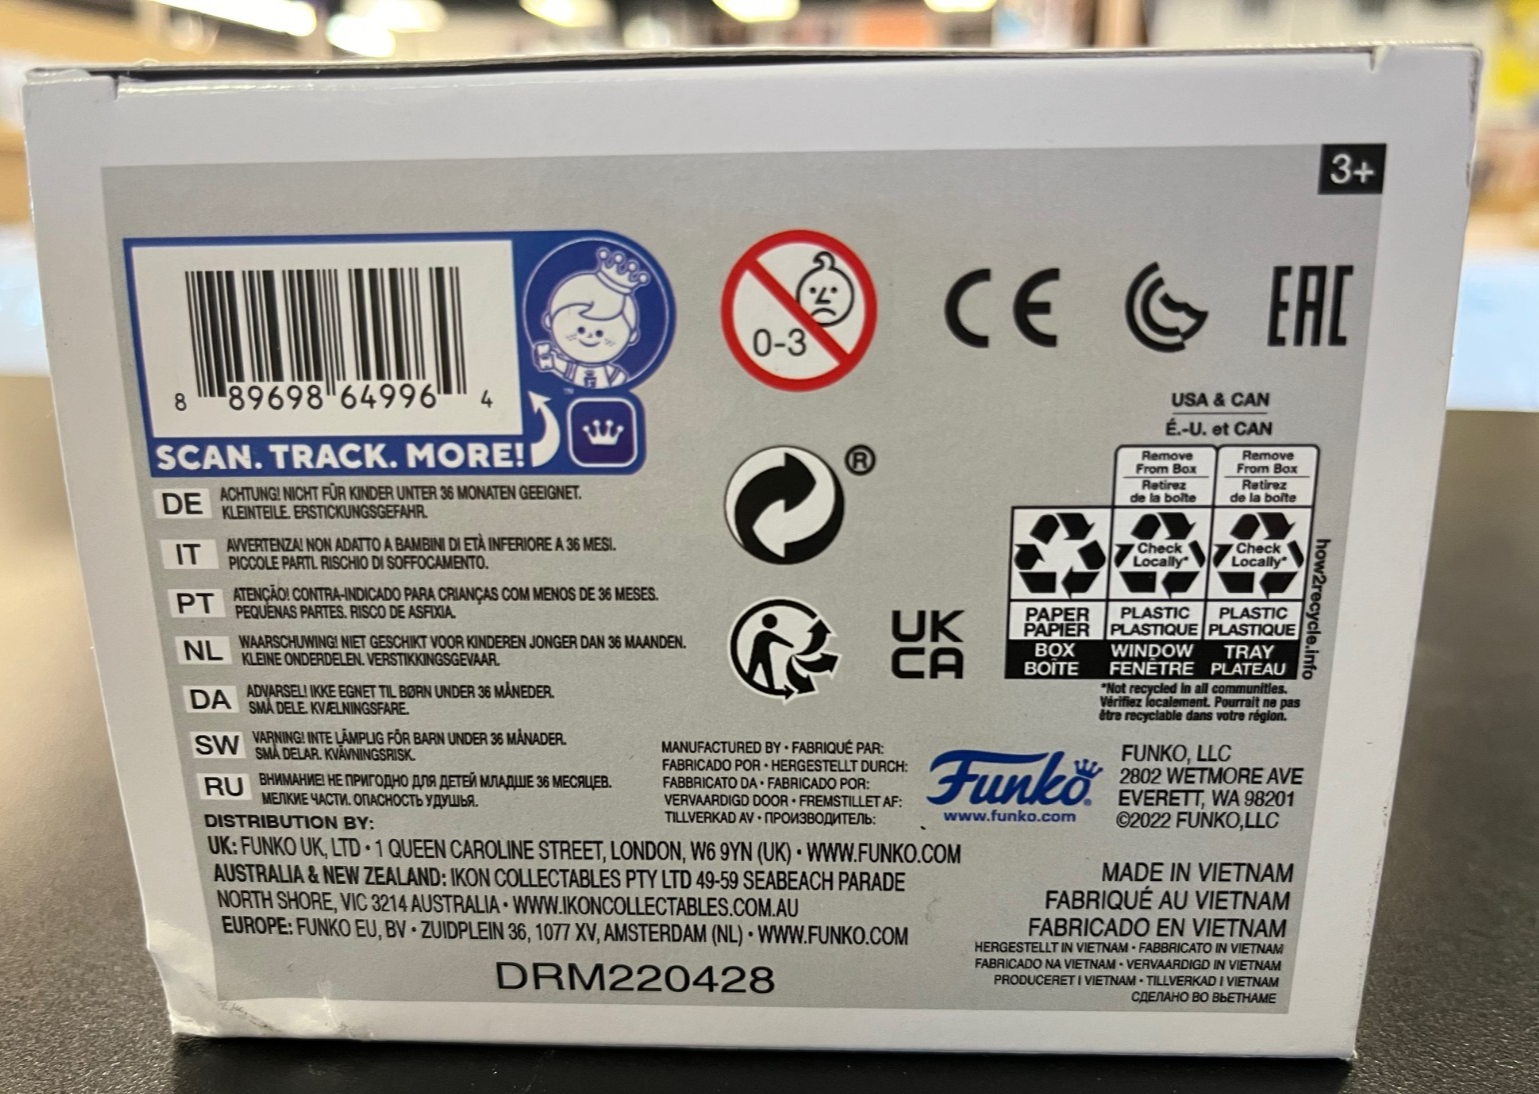 3+
8 89698 64996 4
SCAN. TRACK. MORE!
™
DE ACHTUNG! NICHT FÜR KINDER UNTER 36 MONATEN GEEIGNET.
KLEINTEILE. ERSTICKUNGSGEFAHR.
IT AVVERTENZA! NON ADATTO A BAMBINI DI ETÀ INFERIORE A 36 MESI.
PICCOLE PARTI. RISCHIO DI SOFFOCAMENTO.
PT ATENÇÃO! CONTRA-INDICADO PARA CRIANÇAS COM MENOS DE 36 MESES.
PEQUENAS PARTES. RISCO DE ASFIXIA.
NL WAARSCHUWING! NIET GESCHIKT VOOR KINDEREN JONGER DAN 36 MAANDEN.
KLEINE ONDERDELEN. VERSTIKKINGSGEVAAR.
DA ADVARSEL! IKKE EGNET TIL BØRN UNDER 36 MÅNEDER.
SMÅ DELE. KVÆLNINGSFARE.
SW VARNING! INTE LÄMPLIG FÖR BARN UNDER 36 MÅNADER.
SMÅ DELAR. KVÄVNINGSRISK.
RU ВНИМАНИЕ! НЕ ПРИГОДНО ДЛЯ ДЕТЕЙ МЛАДШЕ 36 МЕСЯЦЕВ.
МЕЛКИЕ ЧАСТИ. ОПАСНОСТЬ УДУШЬЯ.
0-3
CE
EAC
®
UK
CA
USA & CAN
É.-U. et CAN
Remove
From Box
Retirez
de la boîte
Remove
From Box
Retirez
de la boîte
Check
Locally*
Check
Locally*
PAPER
PAPIER
BOX
BOÎTE
PLASTIC
PLASTIQUE
WINDOW
FENÊTRE
PLASTIC
PLASTIQUE
TRAY
PLATEAU
how2recycle.info
*Not recycled in all communities.
Vérifiez localement. Pourrait ne pas
être recyclable dans votre région.
MANUFACTURED BY • FABRIQUÉ PAR:
FABRICADO POR • HERGESTELLT DURCH:
FABBRICATO DA • FABRICADO POR:
VERVAARDIGD DOOR • FREMSTILLET AF:
TILLVERKAD AV • ПРОИЗВОДИТЕЛЬ:
Funko®
www.funko.com
FUNKO, LLC
2802 WETMORE AVE
EVERETT, WA 98201
©2022 FUNKO,LLC
DISTRIBUTION BY:
UK: FUNKO UK, LTD • 1 QUEEN CAROLINE STREET, LONDON, W6 9YN (UK) • WWW.FUNKO.COM
AUSTRALIA & NEW ZEALAND: IKON COLLECTABLES PTY LTD 49-59 SEABEACH PARADE
NORTH SHORE, VIC 3214 AUSTRALIA • WWW.IKONCOLLECTABLES.COM.AU
EUROPE: FUNKO EU, BV • ZUIDPLEIN 36, 1077 XV, AMSTERDAM (NL) • WWW.FUNKO.COM
DRM220428
MADE IN VIETNAM
FABRIQUÉ AU VIETNAM
FABRICADO EN VIETNAM
HERGESTELLT IN VIETNAM • FABBRICATO IN VIETNAM
FABRICADO NA VIETNAM • VERVAARDIGD IN VIETNAM
PRODUCERET I VIETNAM • TILLVERKAD I VIETNAM
СДЕЛАНО ВО ВЬЕТНАМЕ